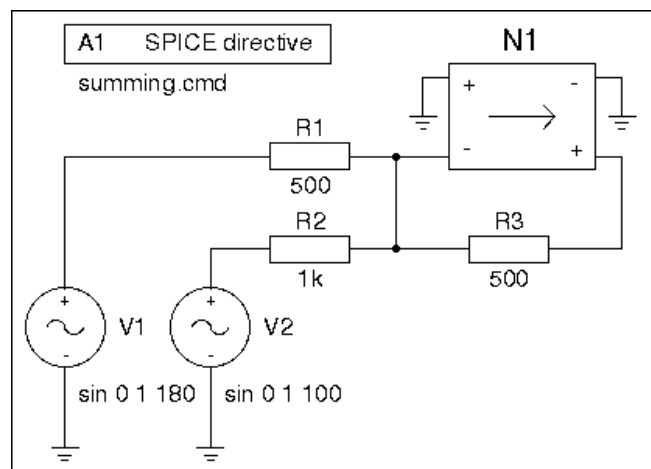 A1 SPICE directive
summing.cmd
N1
+ -
- +
R1
500
R2
1k
R3
500
+
-
V1
+
-
V2
sin 0 1 180
sin 0 1 100